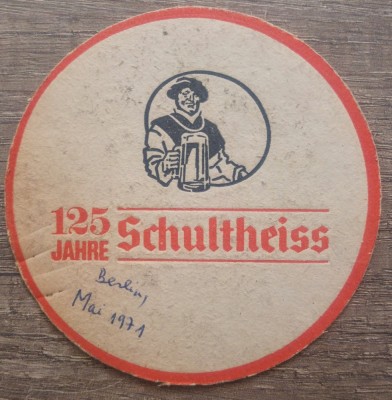 125 JAHRE Schultheiss
Berlin,
Mai 1971